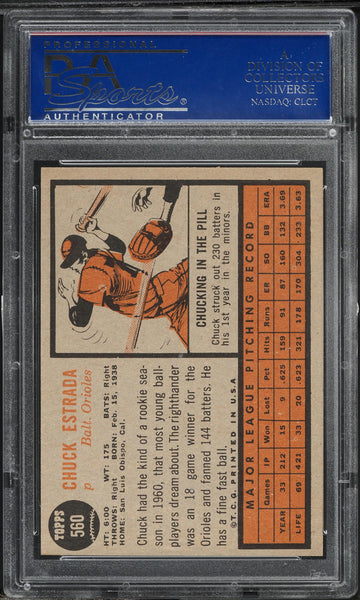 PROFESSIONAL
PSA
Sports
AUTHENTICATOR
A
DIVISION OF
COLLECTORS
UNIVERSE
NASDAQ: CLCT
TOPPS
560
CHUCK ESTRADA
p Balt. Orioles
HT: 6:00 WT: 175 BATS: Right
THROWS: Right BORN: Feb. 15, 1938
HOME: San Luis Obispo, Cal.
Chuck had the kind of a rookie sea-
son in 1960, that most young ball-
players dream about. The righthander
was an 18 game winner for the
Orioles and fanned 144 batters. He
has a fine fast ball.
©T.C.G. PRINTED IN U.S.A.
CHUCKING IN THE PILL
Chuck struck out 230 batters in
his 1st year in the minors.
MAJOR LEAGUE PITCHING RECORD
Games IP Won Lost Pct Hits Runs ER SO BB ERA
YEAR 33 212 15 9 .625 159 91 87 160 132 3.69
LIFE 69 421 33 20 .623 321 178 170 304 233 3.63